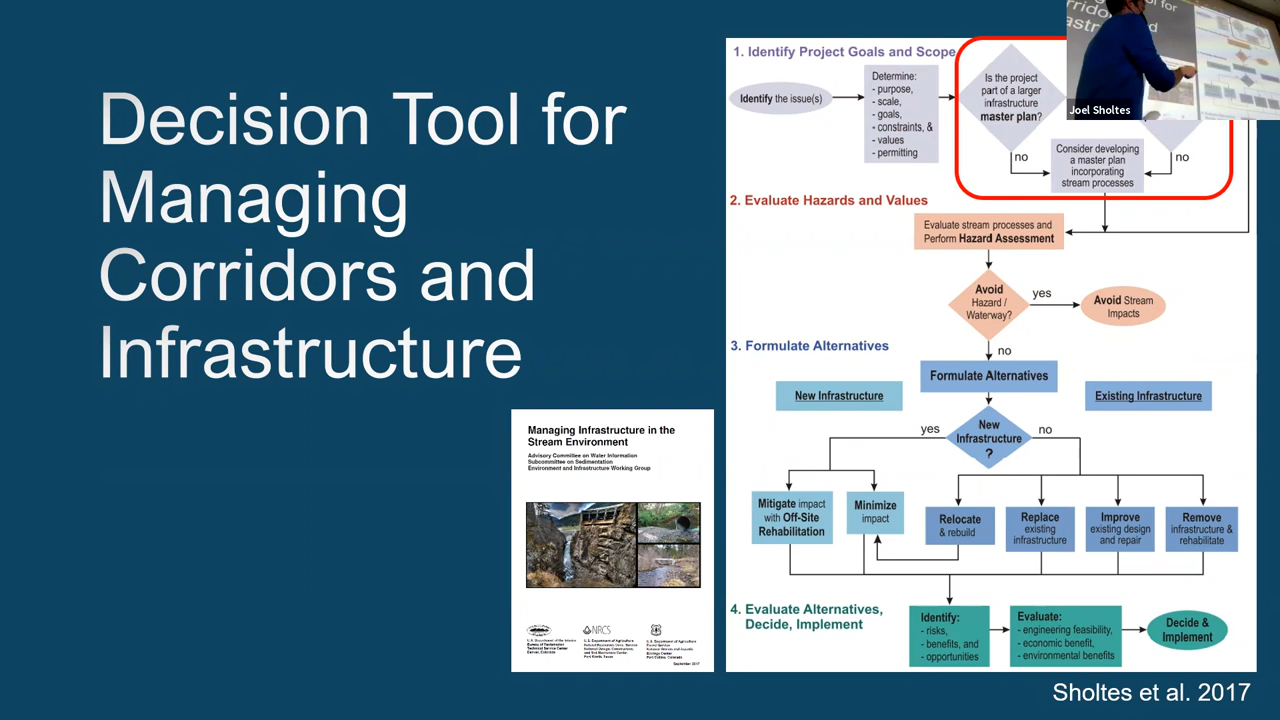 Decision Tool for
Managing
Corridors and
Infrastructure
Managing Infrastructure in the
Stream Environment
Advisory Committee on Water Information
Subcommittee on Sedimentation
Environment and Infrastructure Working Group
NRCS
September 2017
1. Identify Project Goals and Scope
Identify the issue(s)
Determine:
- purpose,
- scale,
- goals,
- constraints, &
- values
- permitting
Is the project
part of a larger
infrastructure
master plan?
no
Consider developing
a master plan
incorporating
stream processes
no
Joel Sholtes
2. Evaluate Hazards and Values
Evaluate stream processes and
Perform Hazard Assessment
Avoid
Hazard /
Waterway?
yes
Avoid Stream
Impacts
no
3. Formulate Alternatives
Formulate Alternatives
New Infrastructure
Existing Infrastructure
yes
New
Infrastructure
?
no
Mitigate impact
with Off-Site
Rehabilitation
Minimize
impact
Relocate
& rebuild
Replace
existing
infrastructure
Improve
existing design
and repair
Remove
infrastructure &
rehabilitate
4. Evaluate Alternatives,
Decide, Implement
Identify:
- risks,
- benefits, and
- opportunities
Evaluate:
- engineering feasibility,
- economic benefit,
- environmental benefits
Decide &
Implement
Sholtes et al. 2017